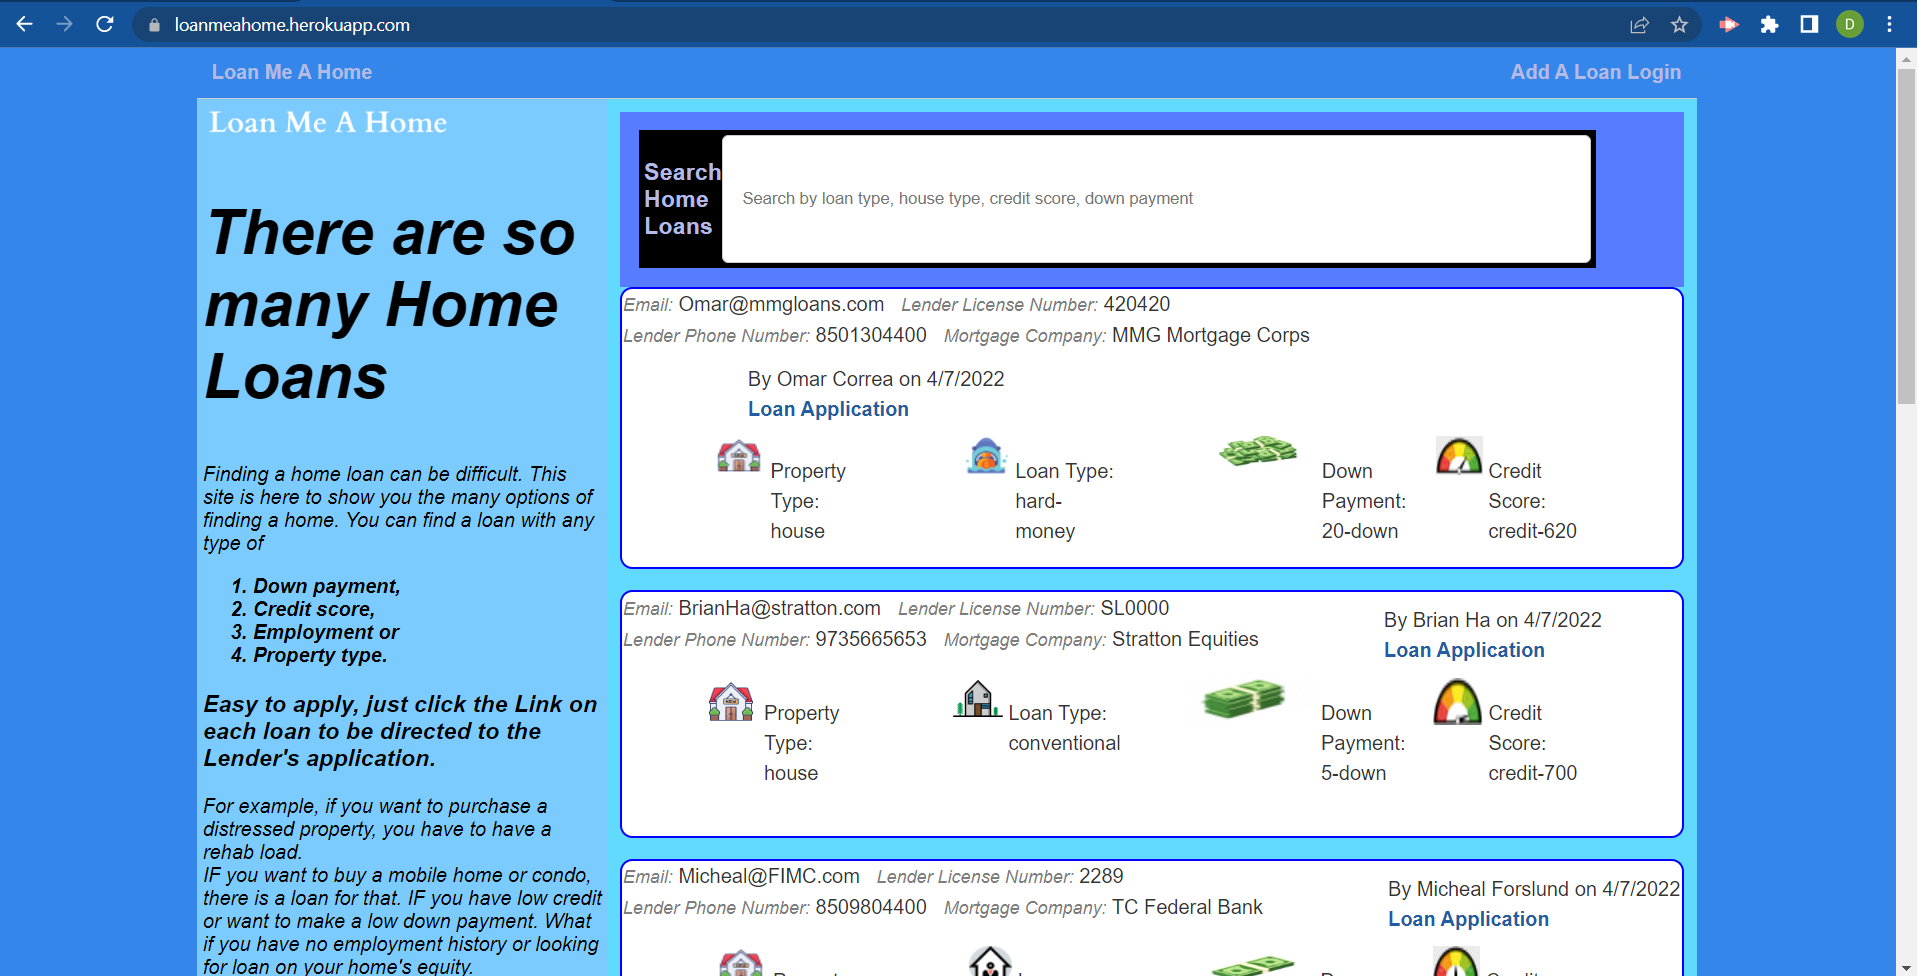 loanmeahome.herokuapp.com
D
Loan Me A Home
Add A Loan Login
Loan Me A Home
There are so
many Home
Loans
Finding a home loan can be difficult. This
site is here to show you the many options of
finding a home. You can find a loan with any
type of
1. Down payment,
2. Credit score,
3. Employment or
4. Property type.
Easy to apply, just click the Link on
each loan to be directed to the
Lender's application.
For example, if you want to purchase a
distressed property, you have to have a
rehab load.
IF you want to buy a mobile home or condo,
there is a loan for that. IF you have low credit
or want to make a low down payment. What
if you have no employment history or looking
for loan on your home's equity.
Search
Home
Loans
Search by loan type, house type, credit score, down payment
Email: Omar@mmgloans.com Lender License Number: 420420
Lender Phone Number: 8501304400 Mortgage Company: MMG Mortgage Corps
By Omar Correa on 4/7/2022
Loan Application
Property
Type:
house
Loan Type:
hard-
money
Down
Payment:
20-down
Credit
Score:
credit-620
Email: BrianHa@stratton.com Lender License Number: SL0000
Lender Phone Number: 9735665653 Mortgage Company: Stratton Equities
By Brian Ha on 4/7/2022
Loan Application
Property
Type:
house
Loan Type:
conventional
Down
Payment:
5-down
Credit
Score:
credit-700
Email: Micheal@FIMC.com Lender License Number: 2289
Lender Phone Number: 8509804400 Mortgage Company: TC Federal Bank
By Micheal Forslund on 4/7/2022
Loan Application